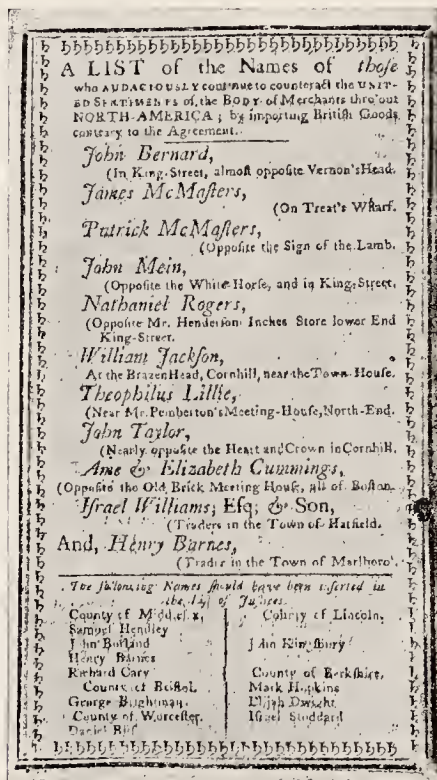 A LIST of the Names of those
who AUDACIOUSLY continue to counteract the UNIT-
ED SENTIMENTS of the BODY of Merchants thro'out
NORTH-AMERICA; by importing British Goods
contrary to the Agreement.
John Bernard,
(In King-Street, almost opposite Vernon's Head.
James McMasters,
(On Treat's Wharf.
Patrick McMasters,
(Opposite the Sign of the Lamb.
John Mein,
(Opposite the White-Horse, and in King-Street.
Nathaniel Rogers,
(Opposite Mr. Henderson Inches Store lower End
King-Street.
William Jackson,
At the Brazen Head, Cornhill, near the Town-House.
Theophilus Lillie,
(Near Mr. Pemberton's Meeting-House, North-End.
John Taylor,
(Nearly opposite the Heart and Crown in Cornhill.
Ame & Elizabeth Cummings,
(Opposite the Old Brick Meeting House, all of Boston.
Israel Williams, Esq; & Son,
(Traders in the Town of Hatfield.
And, Henry Barnes,
(Trader in the Town of Marlboro'.
The following Names should have been inserted in
the List of Justices.
County of Middlesex,
Samuel Hendley
John Borland
Henry Barnes
Richard Cary
County of Bristol,
George Brightman
County of Worcester,
Daniel Bliss
County of Lincoln,
John Kingsbury
County of Berkshire,
Mark Hopkins
Elijah Dwight
Israel Stoddard